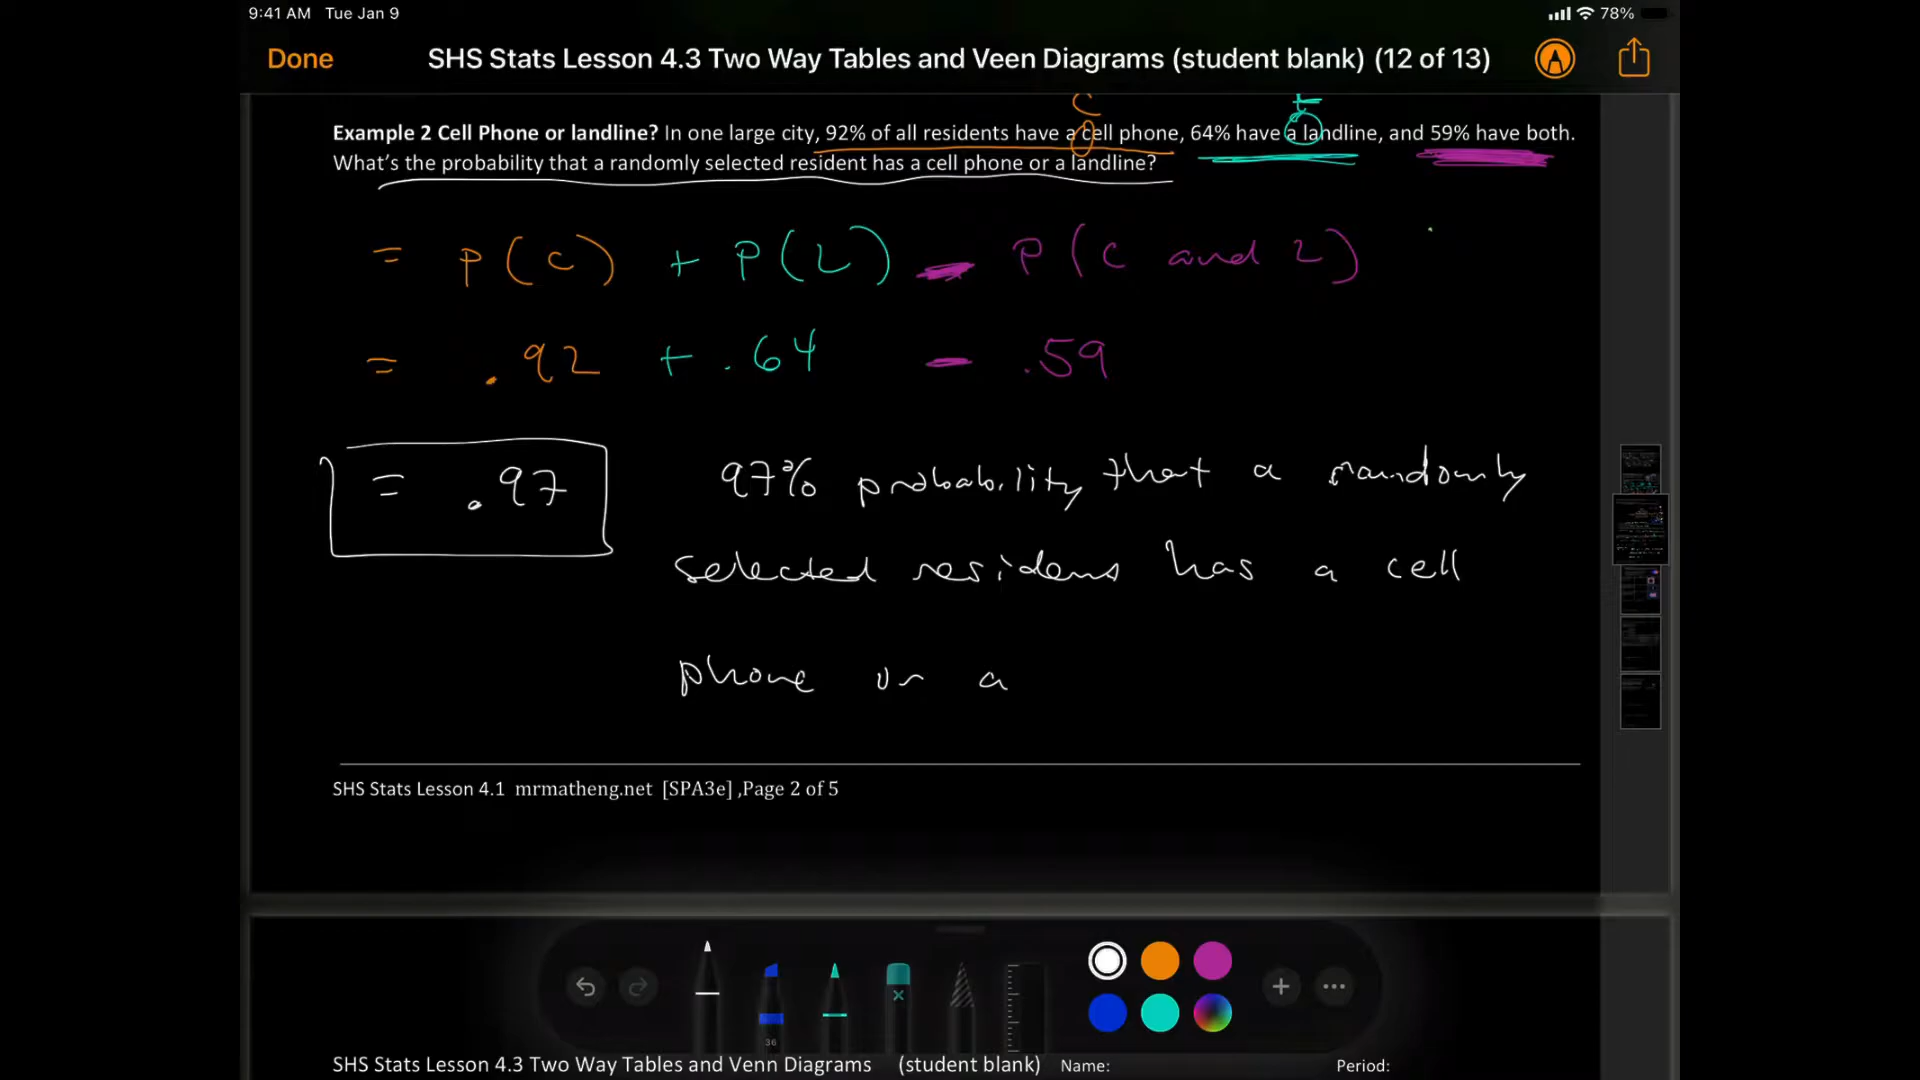 9:41 AM Tue Jan 9
78%
Done
SHS Stats Lesson 4.3 Two Way Tables and Veen Diagrams (student blank) (12 of 13)
C
Example 2 Cell Phone or landline? In one large city, 92% of all residents have a cell phone, 64% have a landline, and 59% have both.
What's the probability that a randomly selected resident has a cell phone or a landline?
= P(C) + P(L) - P(C and L)
= .92 + .64 - .59
= .97
97% probability that a randomly
selected residens has a cell
phone or a
SHS Stats Lesson 4.1 mrmatheng.net [SPA3e] ,Page 2 of 5
36
SHS Stats Lesson 4.3 Two Way Tables and Venn Diagrams (student blank) Name: Period: